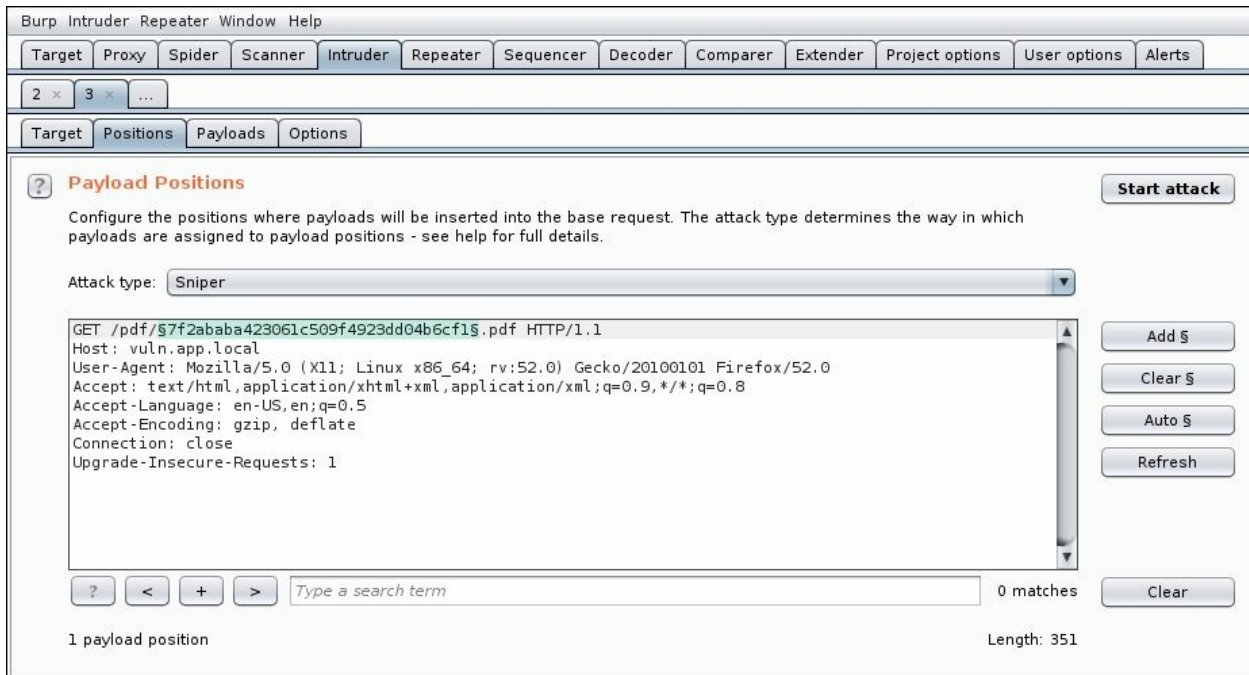 Burp Intruder Repeater Window Help
Target Proxy Spider Scanner Intruder Repeater Sequencer Decoder Comparer Extender Project options User options Alerts
2 × 3 × ...
Target Positions Payloads Options
? Payload Positions
Start attack
Configure the positions where payloads will be inserted into the base request. The attack type determines the way in which
payloads are assigned to payload positions - see help for full details.
Attack type: Sniper
GET /pdf/§7f2ababa423061c509f4923dd04b6cf1§.pdf HTTP/1.1
Host: vuln.app.local
User-Agent: Mozilla/5.0 (X11; Linux x86_64; rv:52.0) Gecko/20100101 Firefox/52.0
Accept: text/html,application/xhtml+xml,application/xml;q=0.9,*/*;q=0.8
Accept-Language: en-US,en;q=0.5
Accept-Encoding: gzip, deflate
Connection: close
Upgrade-Insecure-Requests: 1
Add §
Clear §
Auto §
Refresh
? < + > Type a search term 0 matches Clear
1 payload position Length: 351